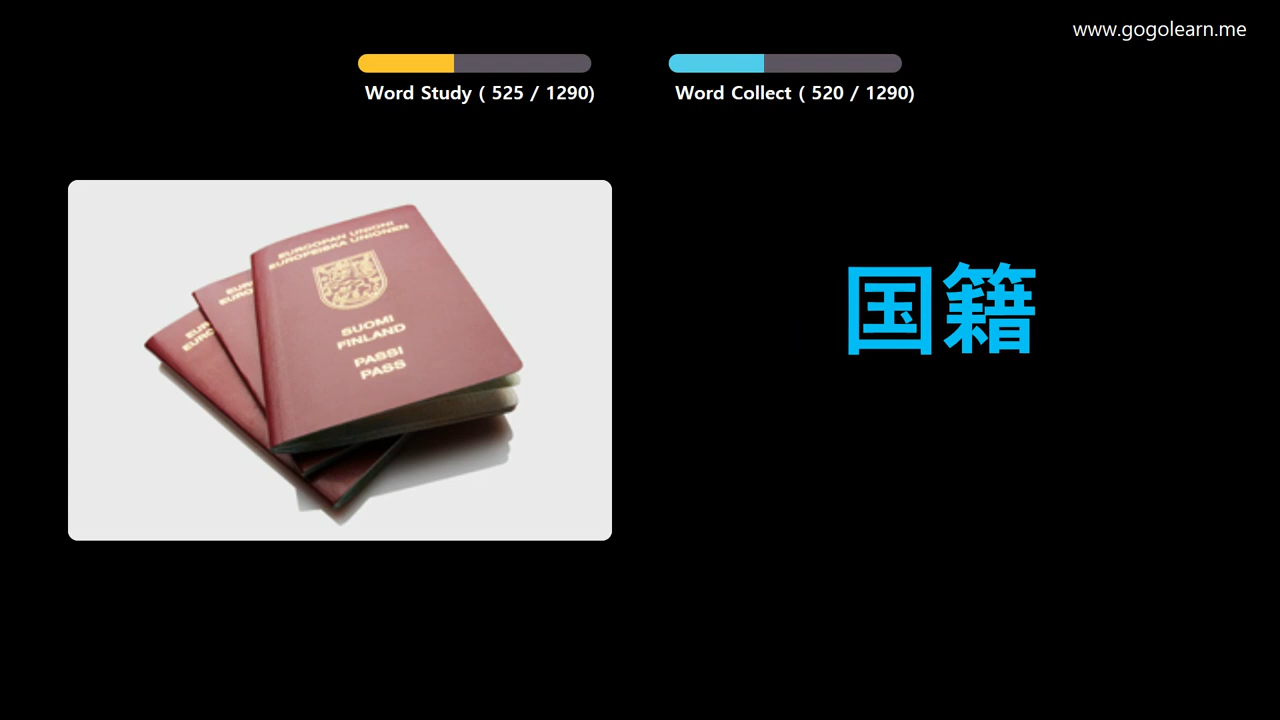 www.gogolearn.me
Word Study ( 525 / 1290)
Word Collect ( 520 / 1290)
国籍
EUROOPAN UNIONI
EUROPEISKA UNIONEN
SUOMI
FINLAND
PASSI
PASS